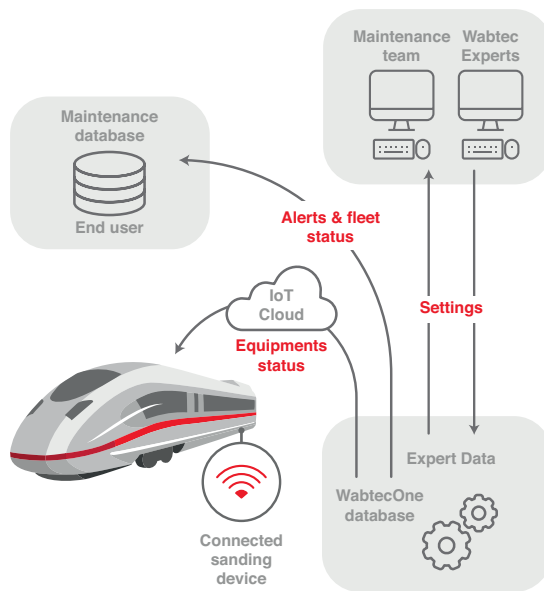 Maintenance
team
Wabtec
Experts
Maintenance
database
End user
Alerts & fleet
status
IoT
Cloud
Equipments
status
Settings
Expert Data
WabtecOne
database
Connected
sanding
device